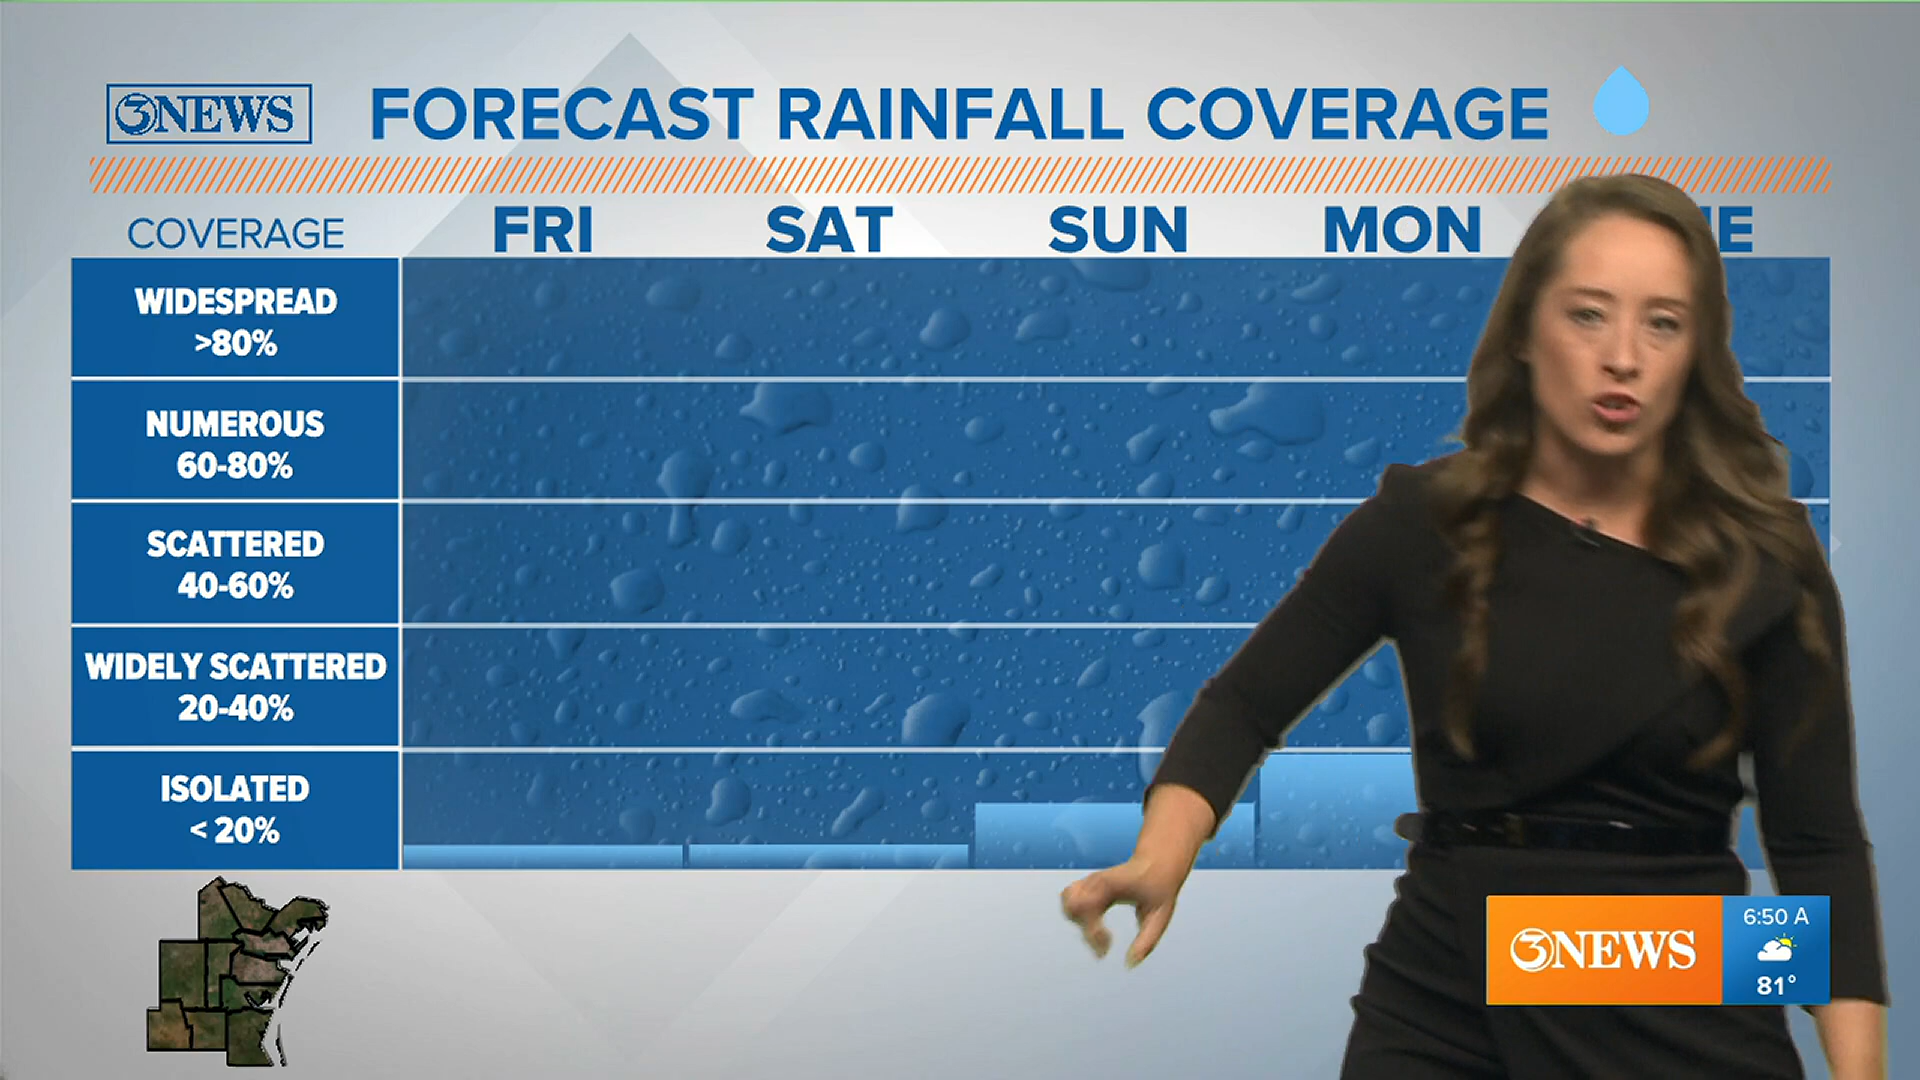 3NEWS
FORECAST RAINFALL COVERAGE
COVERAGE FRI SAT SUN MON
WIDESPREAD
>80%
NUMEROUS
60-80%
SCATTERED
40-60%
WIDELY SCATTERED
20-40%
ISOLATED
< 20%
3NEWS
6:50 A
81°